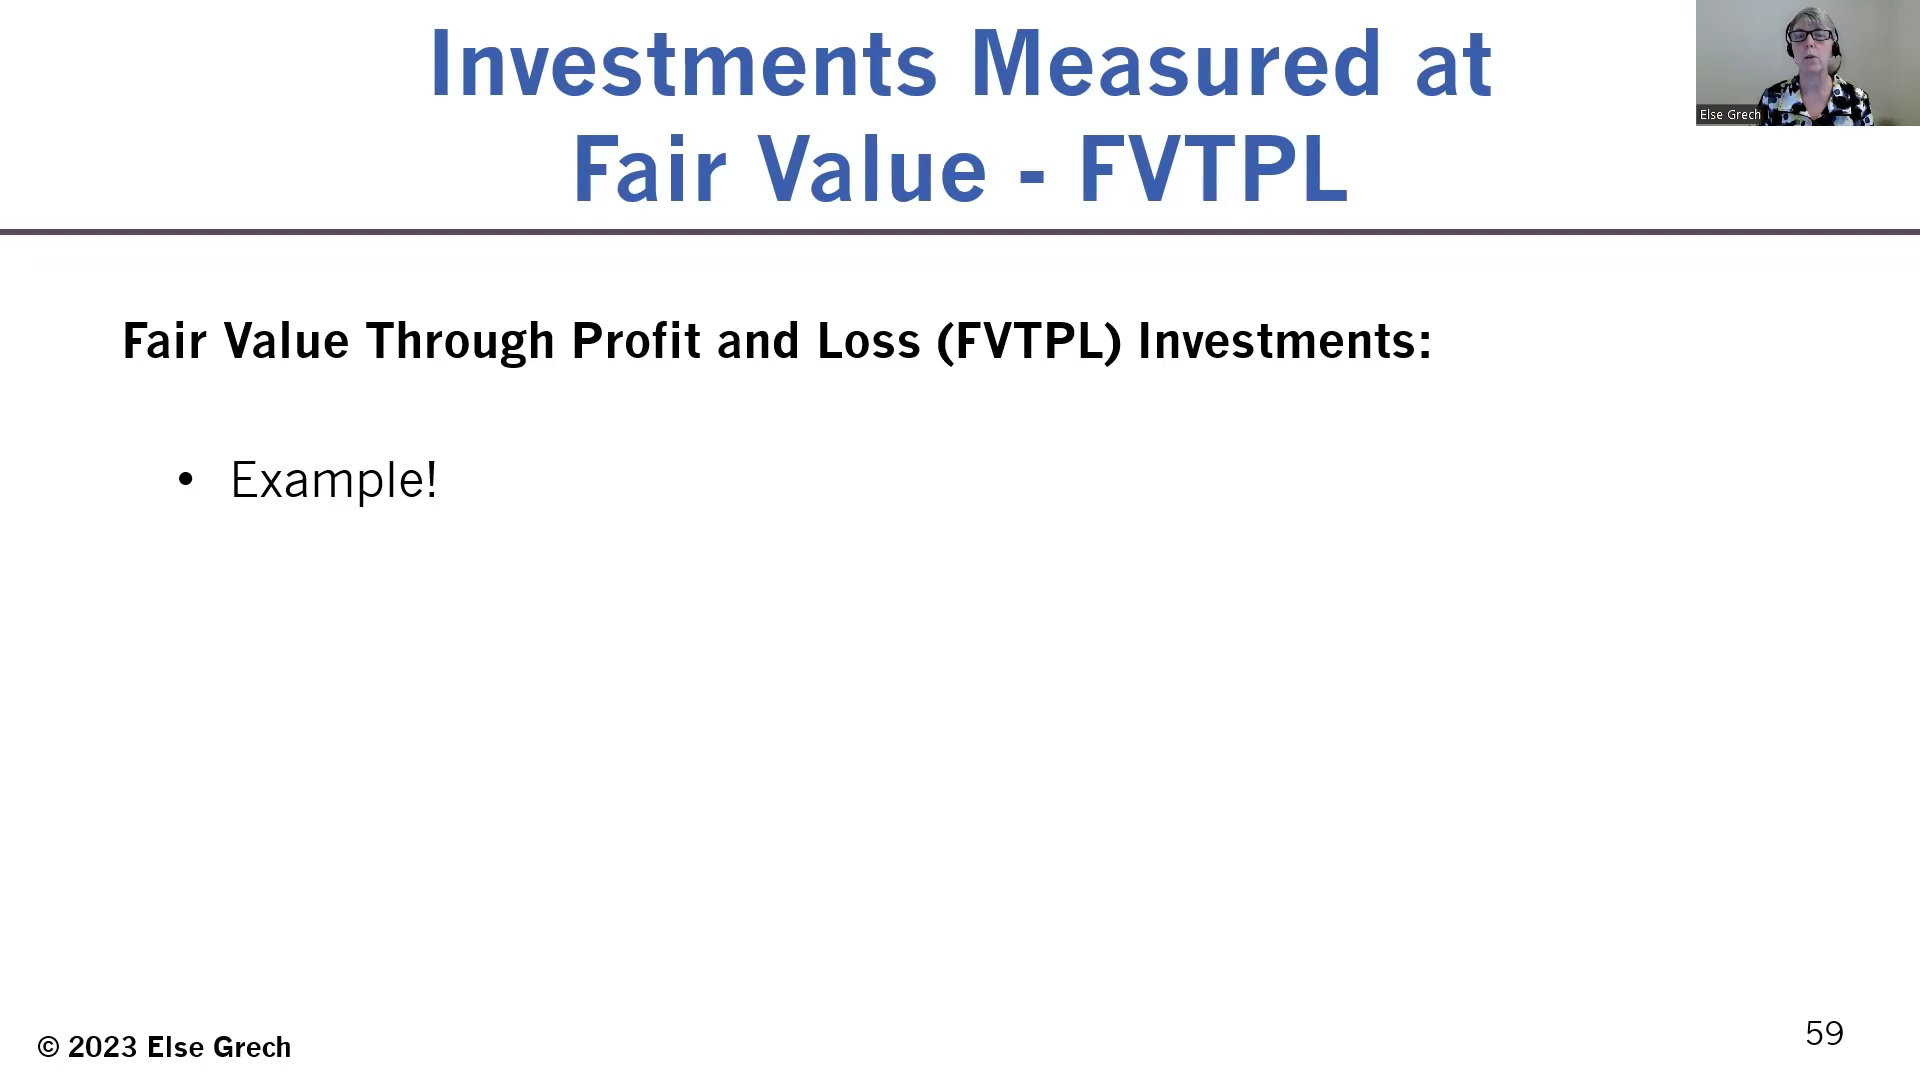 Investments Measured at
Fair Value - FVTPL
Else Grech
Fair Value Through Profit and Loss (FVTPL) Investments:
• Example!
© 2023 Else Grech
59